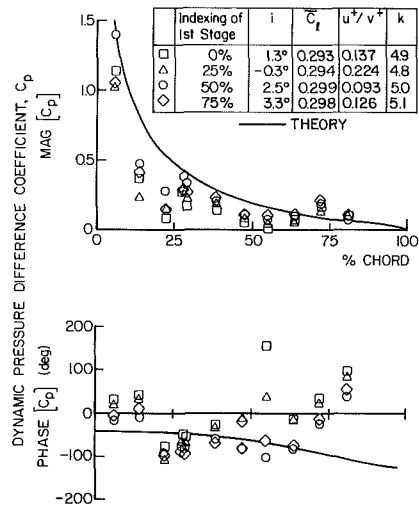 DYNAMIC PRESSURE DIFFERENCE COEFFICIENT, Cp
MAG [Cp]
1.5
1.0
0.5
0
Indexing of 1st Stage | i | C̅ℓ | u⁺/v⁺ | k
□ 0% 1.3° 0.293 0.137 4.9
△ 25% -0.3° 0.294 0.224 4.8
○ 50% 2.5° 0.299 0.093 5.0
◇ 75% 3.3° 0.298 0.126 5.1
— THEORY
0 25 50 75 100
% CHORD
PHASE [Cp] (deg)
200
100
0
-100
-200